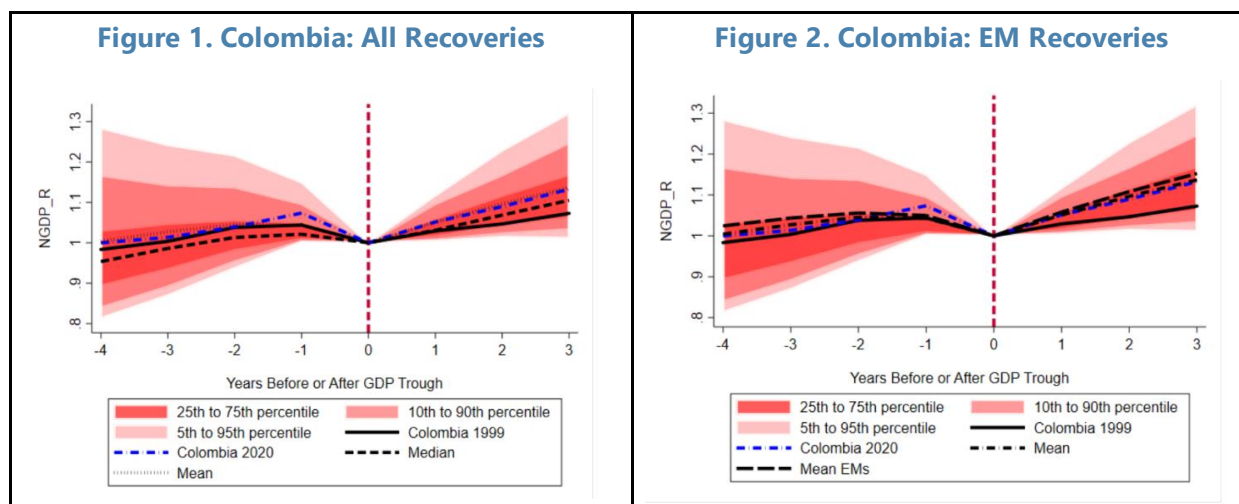 Figure 1. Colombia: All Recoveries
NGDP_R
1.3
1.2
1.1
1
.9
.8
-4 -3 -2 -1 0 1 2 3
Years Before or After GDP Trough
25th to 75th percentile 10th to 90th percentile
5th to 95th percentile Colombia 1999
Colombia 2020 Median
Mean
Figure 2. Colombia: EM Recoveries
NGDP_R
1.3
1.2
1.1
1
.9
.8
-4 -3 -2 -1 0 1 2 3
Years Before or After GDP Trough
25th to 75th percentile 10th to 90th percentile
5th to 95th percentile Colombia 1999
Colombia 2020 Mean
Mean EMs